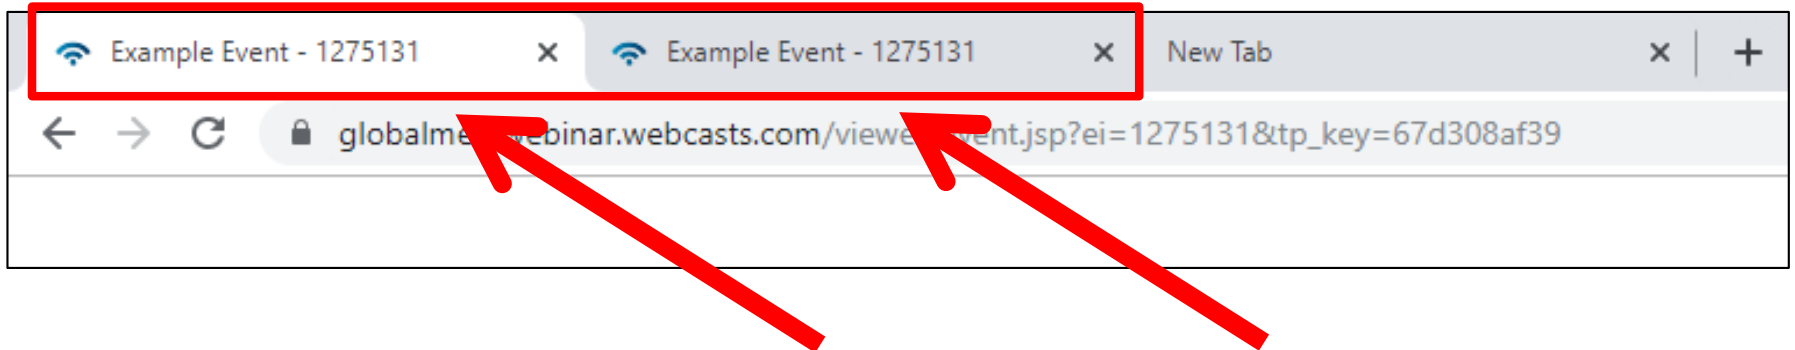 Example Event - 1275131 Example Event - 1275131 New Tab
globalme ebinar.webcasts.com/viewe ent.jsp?ei=1275131&tp_key=67d308af39